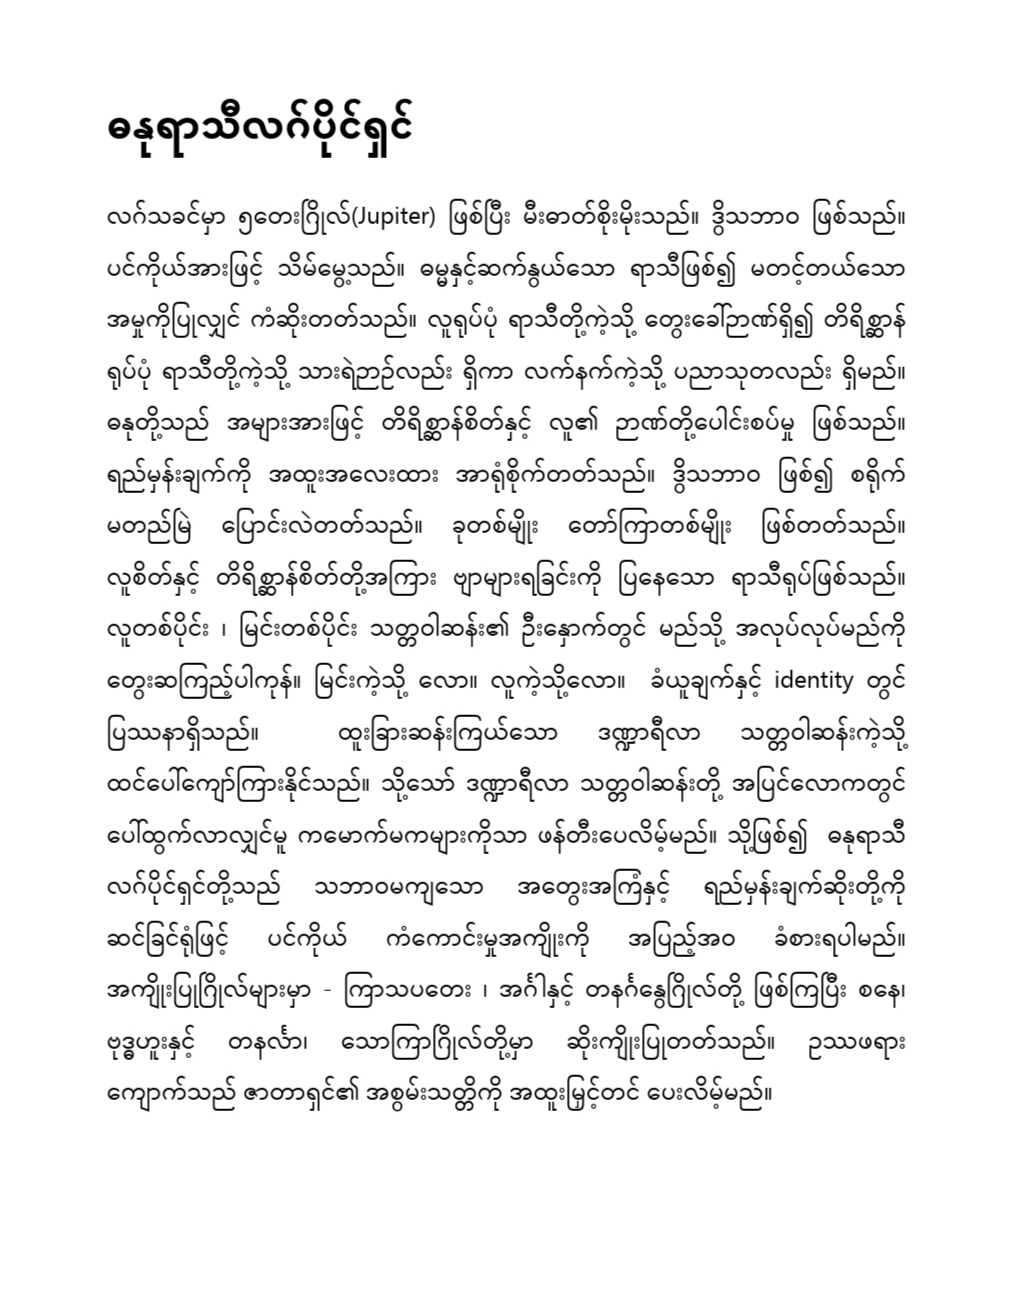 ဓနုရာသီလဂ်ပိုင်ရှင်
လဂ်သခင်မှာ ၅တေးဂြိုလ်(Jupiter) ဖြစ်ပြီး မီးဓာတ်စိုးမိုးသည်။ ဒွိသဘာဝ ဖြစ်သည်။
ပင်ကိုယ်အားဖြင့် သိမ်မွေ့သည်။ ဓမ္မနှင့်ဆက်နွယ်သော ရာသီဖြစ်၍ မတင့်တယ်သော
အမှုကိုပြုလျှင် ကံဆိုးတတ်သည်။ လူရုပ်ပုံ ရာသီတို့ကဲ့သို့ တွေးခေါ်ဉာဏ်ရှိ၍ တိရိစ္ဆာန်
ရုပ်ပုံ ရာသီတို့ကဲ့သို့ သားရဲဉာဉ်လည်း ရှိကာ လက်နက်ကဲ့သို့ ပညာသုတလည်း ရှိမည်။
ဓနုတို့သည် အများအားဖြင့် တိရိစ္ဆာန်စိတ်နှင့် လူ၏ ဉာဏ်တို့ပေါင်းစပ်မှု ဖြစ်သည်။
ရည်မှန်းချက်ကို အထူးအလေးထား အာရုံစိုက်တတ်သည်။ ဒွိသဘာဝ ဖြစ်၍ စရိုက်
မတည်မြဲ ပြောင်းလဲတတ်သည်။ ခုတစ်မျိုး တော်ကြာတစ်မျိုး ဖြစ်တတ်သည်။
လူစိတ်နှင့် တိရိစ္ဆာန်စိတ်တို့အကြား ဗျာများရခြင်းကို ပြနေသော ရာသီရုပ်ဖြစ်သည်။
လူတစ်ပိုင်း ၊ မြင်းတစ်ပိုင်း သတ္တဝါဆန်း၏ ဦးနှောက်တွင် မည်သို့ အလုပ်လုပ်မည်ကို
တွေးဆကြည့်ပါကုန်။ မြင်းကဲ့သို့ လော။ လူကဲ့သို့လော။ ခံယူချက်နှင့် identity တွင်
ပြဿနာရှိသည်။ ထူးခြားဆန်းကြယ်သော ဒဏ္ဍာရီလာ သတ္တဝါဆန်းကဲ့သို့
ထင်ပေါ်ကျော်ကြားနိုင်သည်။ သို့သော် ဒဏ္ဍာရီလာ သတ္တဝါဆန်းတို့ အပြင်လောကတွင်
ပေါ်ထွက်လာလျှင်မူ ကမောက်မကများကိုသာ ဖန်တီးပေလိမ့်မည်။ သို့ဖြစ်၍ ဓနုရာသီ
လဂ်ပိုင်ရှင်တို့သည် သဘာဝမကျသော အတွေးအကြံနှင့် ရည်မှန်းချက်ဆိုးတို့ကို
ဆင်ခြင်ရုံဖြင့် ပင်ကိုယ် ကံကောင်းမှုအကျိုးကို အပြည့်အဝ ခံစားရပါမည်။
အကျိုးပြုဂြိုလ်များမှာ - ကြာသပတေး ၊ အင်္ဂါနှင့် တနင်္ဂနွေဂြိုလ်တို့ ဖြစ်ကြပြီး စနေ၊
ဗုဒ္ဓဟူးနှင့် တနင်္လာ၊ သောကြာဂြိုလ်တို့မှာ ဆိုးကျိုးပြုတတ်သည်။ ဥဿဖရား
ကျောက်သည် ဇာတာရှင်၏ အစွမ်းသတ္တိကို အထူးမြှင့်တင် ပေးလိမ့်မည်။